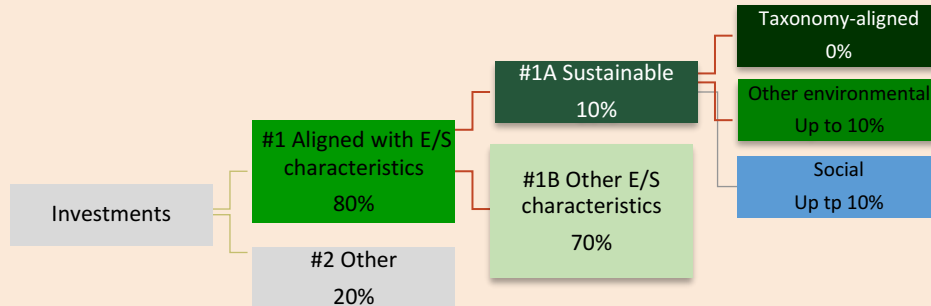 Investments
#1 Aligned with E/S
characteristics
80%
#2 Other
20%
#1A Sustainable
10%
#1B Other E/S
characteristics
70%
Taxonomy-aligned
0%
Other environmental
Up to 10%
Social
Up tp 10%